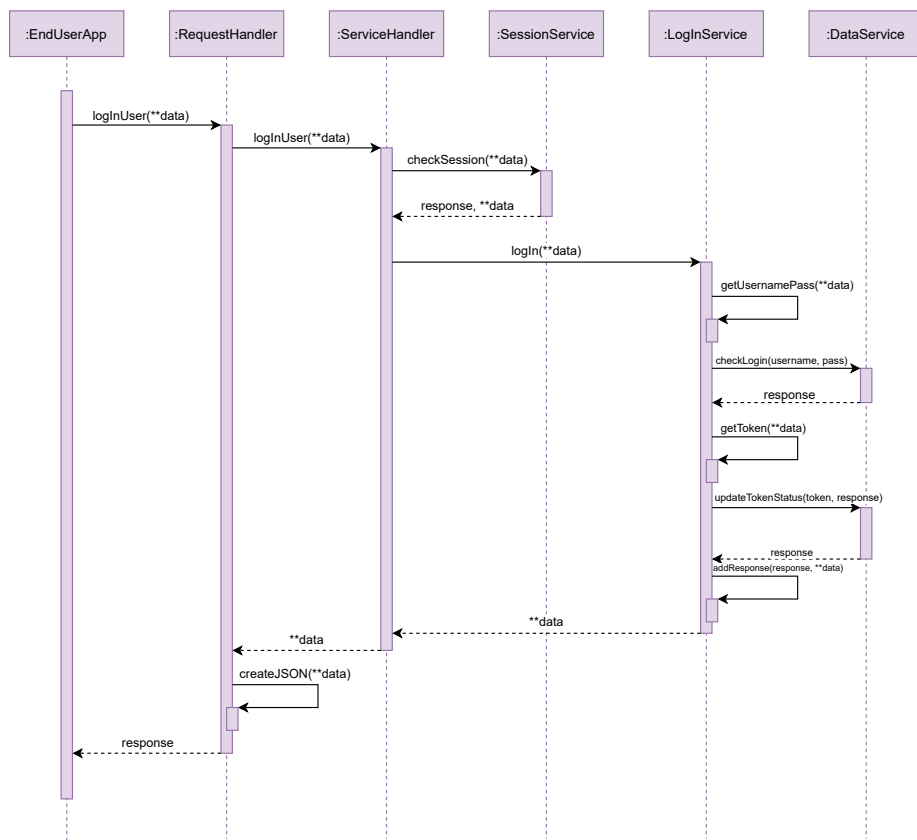 :EndUserApp
:RequestHandler
:ServiceHandler
:SessionService
:LogInService
:DataService
logInUser(**data)
logInUser(**data)
checkSession(**data)
response, **data
logIn(**data)
getUsernamePass(**data)
checkLogin(username, pass)
response
getToken(**data)
updateTokenStatus(token, response)
response
addResponse(response, **data)
**data
**data
createJSON(**data)
response